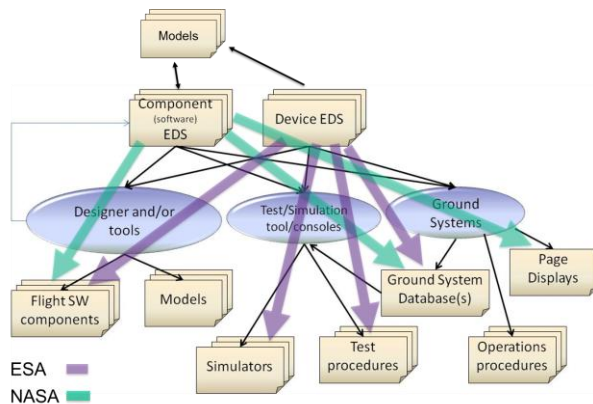 Models
Component
(software)
EDS
Device EDS
Designer and/or
tools
Test/Simulation
tool/consoles
Ground
Systems
Flight SW
components
Models
Ground System
Database(s)
Page
Displays
Simulators
Test
procedures
Operations
procedures
ESA
NASA